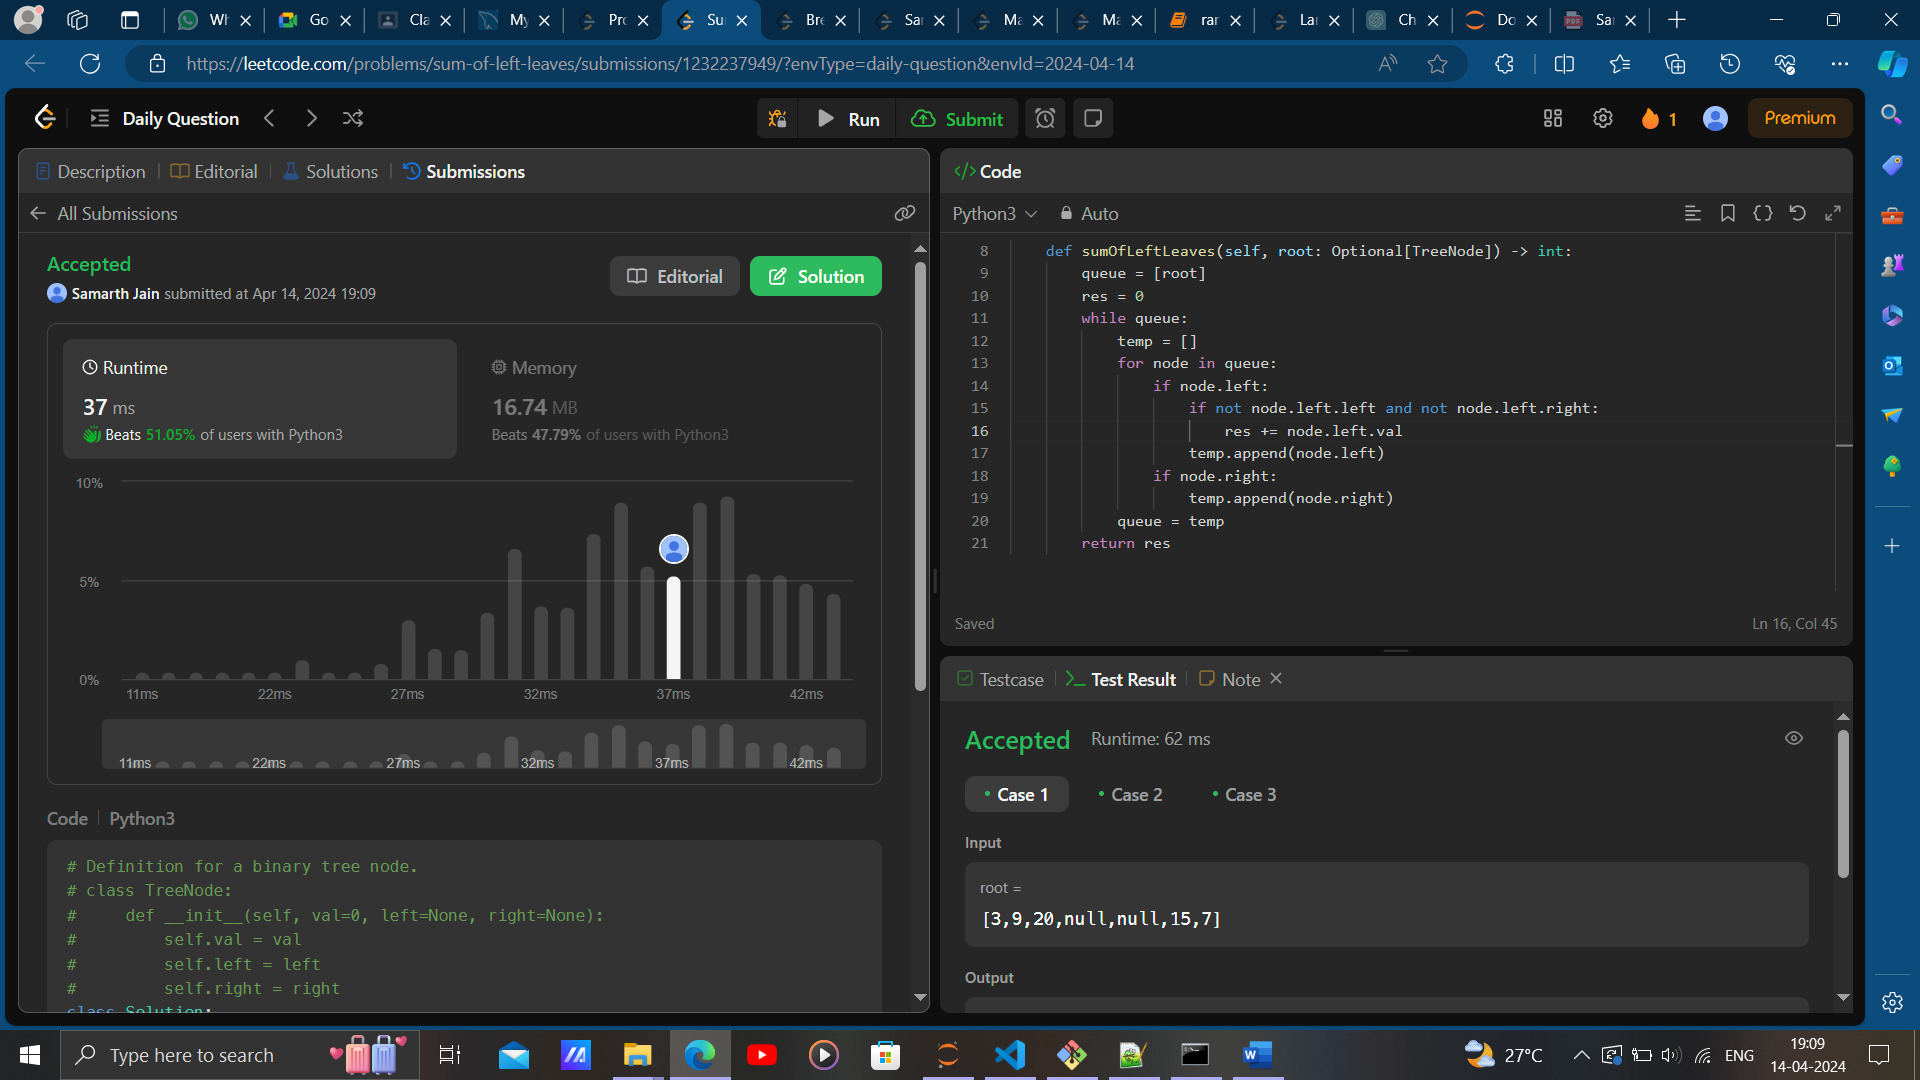 Wh
Go
Cla
My
Pro
Su
Bre
Sar
Ma
Ma
rar
Lar
Ch
Do
Sa
https://leetcode.com/problems/sum-of-left-leaves/submissions/1232237949/?envType=daily-question&envId=2024-04-14
Daily Question
Run
Submit
1
Premium
Description
Editorial
Solutions
Submissions
All Submissions
Accepted
Samarth Jain submitted at Apr 14, 2024 19:09
Editorial
Solution
Runtime
37 ms
Beats 51.05% of users with Python3
Memory
16.74 MB
Beats 47.79% of users with Python3
10%
5%
0%
11ms 22ms 27ms 32ms 37ms 42ms
11ms 22ms 27ms 32ms 37ms 42ms
Code
Python3
# Definition for a binary tree node.
# class TreeNode:
#     def __init__(self, val=0, left=None, right=None):
#         self.val = val
#         self.left = left
#         self.right = right
class Solution:
Code
Python3
Auto
8     def sumOfLeftLeaves(self, root: Optional[TreeNode]) -> int:
9         queue = [root]
10         res = 0
11         while queue:
12             temp = []
13             for node in queue:
14                 if node.left:
15                     if not node.left.left and not node.left.right:
16                         res += node.left.val
17                     temp.append(node.left)
18                 if node.right:
19                     temp.append(node.right)
20             queue = temp
21         return res
Saved
Ln 16, Col 45
Testcase
Test Result
Note
Accepted
Runtime: 62 ms
Case 1
Case 2
Case 3
Input
root =
[3,9,20,null,null,15,7]
Output
Type here to search
27°C
ENG
19:09
14-04-2024